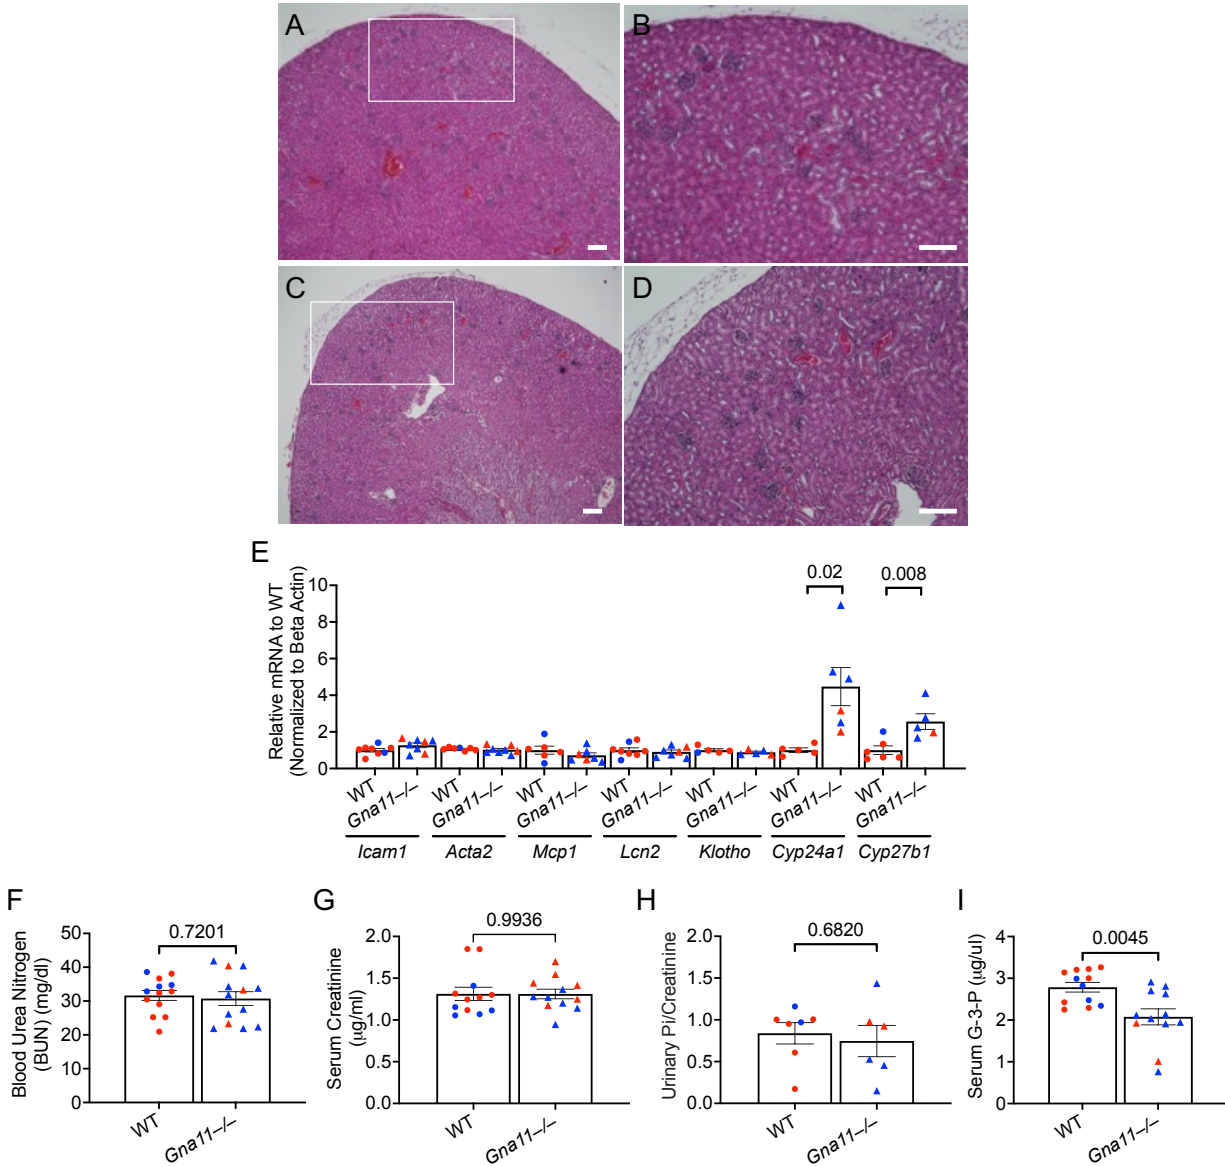 A
B
C
D
E
Relative mRNA to WT
(Normalized to Beta Actin)
10
8
6
4
2
0
0.02
0.008
WT
Gna11–/–
WT
Gna11–/–
WT
Gna11–/–
WT
Gna11–/–
WT
Gna11–/–
WT
Gna11–/–
WT
Gna11–/–
Icam1
Acta2
Mcp1
Lcn2
Klotho
Cyp24a1
Cyp27b1
F
Blood Urea Nitrogen
(BUN) (mg/dl)
50
40
30
20
10
0
0.7201
WT
Gna11–/–
G
Serum Creatinine
(µg/ml)
2.0
1.5
1.0
0.5
0.0
0.9936
WT
Gna11–/–
H
Urinary Pi/Creatinine
2.0
1.5
1.0
0.5
0.0
0.6820
WT
Gna11–/–
I
Serum G-3-P (µg/ul)
4
3
2
1
0
0.0045
WT
Gna11–/–